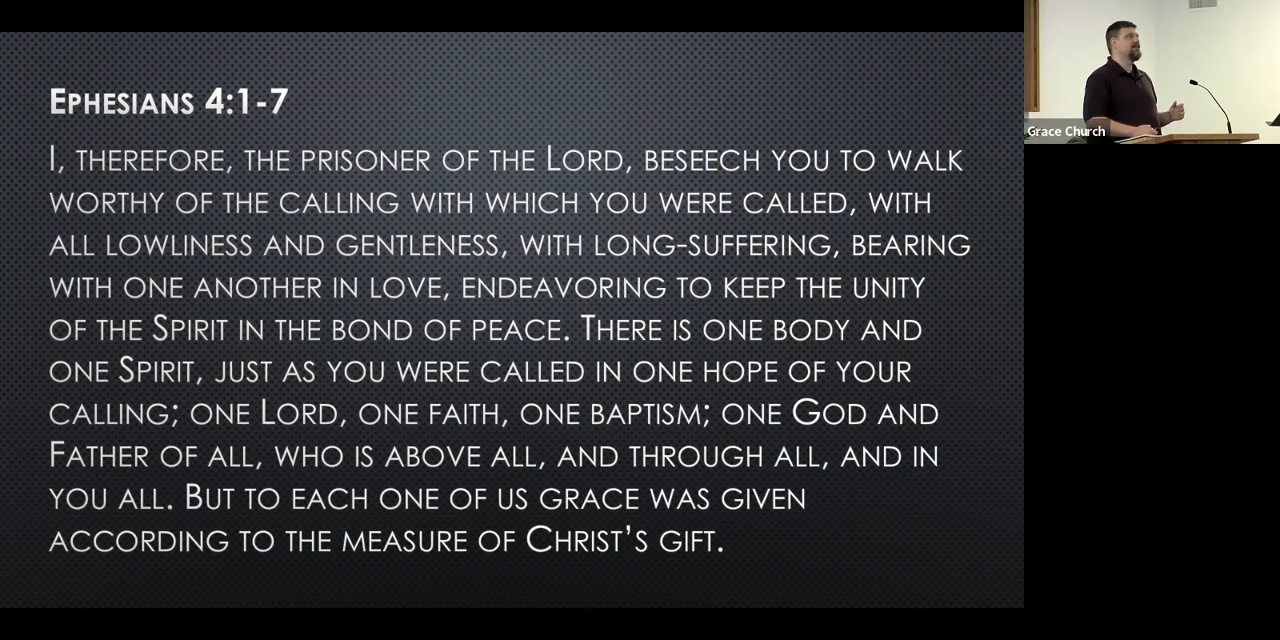 Ephesians 4:1-7
I, therefore, the prisoner of the Lord, beseech you to walk
worthy of the calling with which you were called, with
all lowliness and gentleness, with long-suffering, bearing
with one another in love, endeavoring to keep the unity
of the Spirit in the bond of peace. There is one body and
one Spirit, just as you were called in one hope of your
calling; one Lord, one faith, one baptism; one God and
Father of all, who is above all, and through all, and in
you all. But to each one of us grace was given
according to the measure of Christ’s gift.
Grace Church